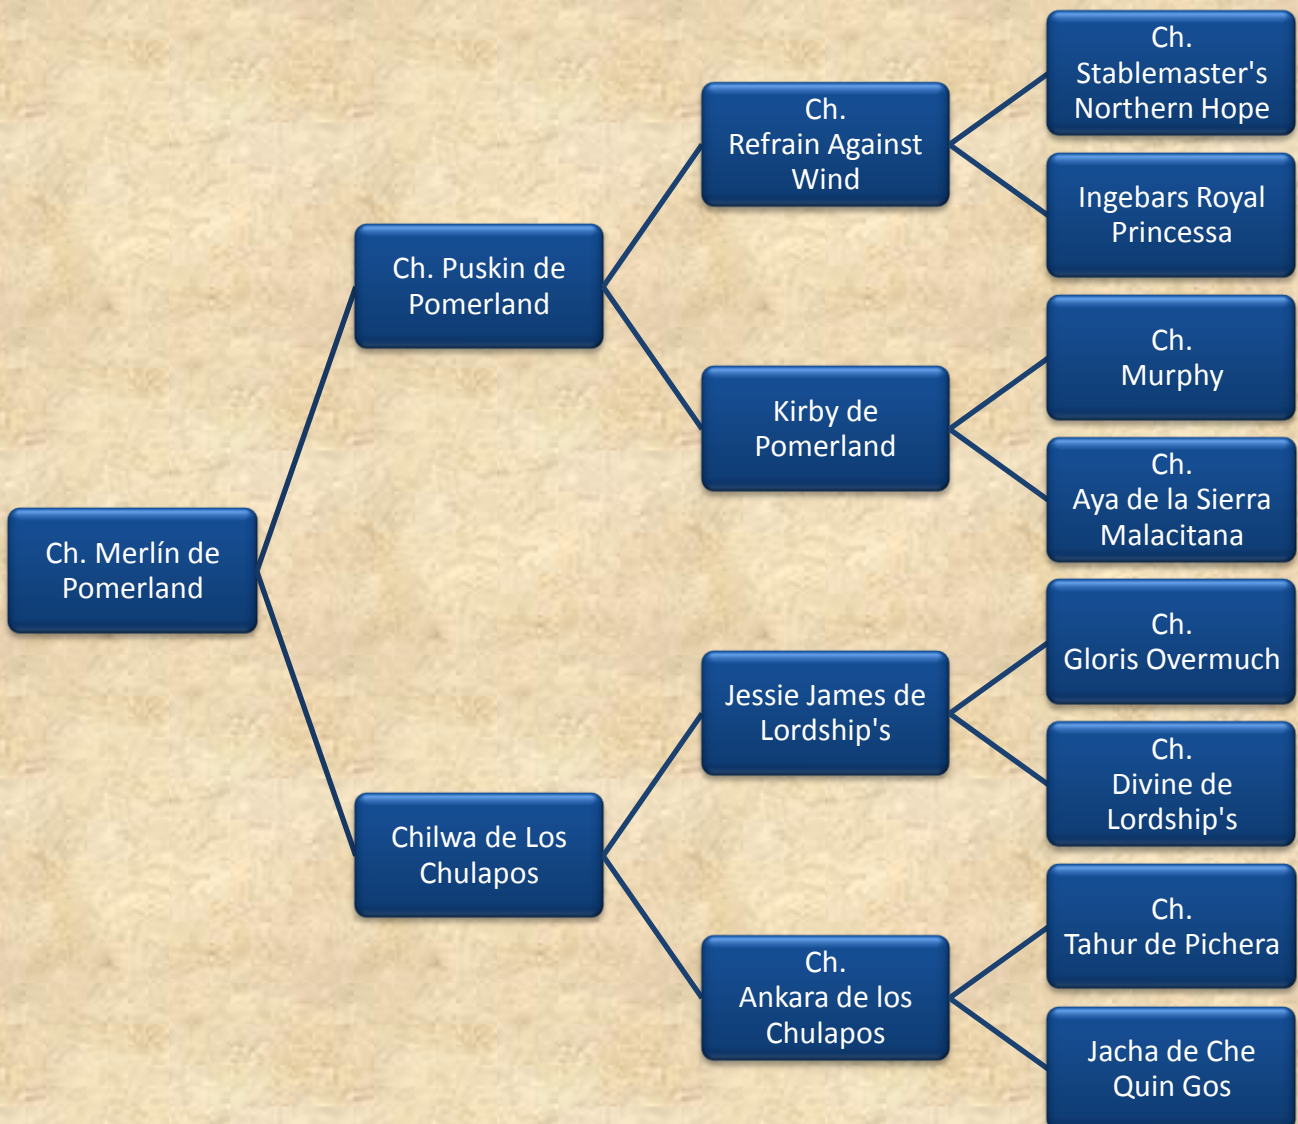 Ch. Merlín de
Pomerland
Ch. Puskin de
Pomerland
Chilwa de Los
Chulapos
Ch.
Refrain Against
Wind
Kirby de
Pomerland
Jessie James de
Lordship's
Ch.
Ankara de los
Chulapos
Ch.
Stablemaster's
Northern Hope
Ingebars Royal
Princessa
Ch.
Murphy
Ch.
Aya de la Sierra
Malacitana
Ch.
Gloris Overmuch
Ch.
Divine de
Lordship's
Ch.
Tahur de Pichera
Jacha de Che
Quin Gos